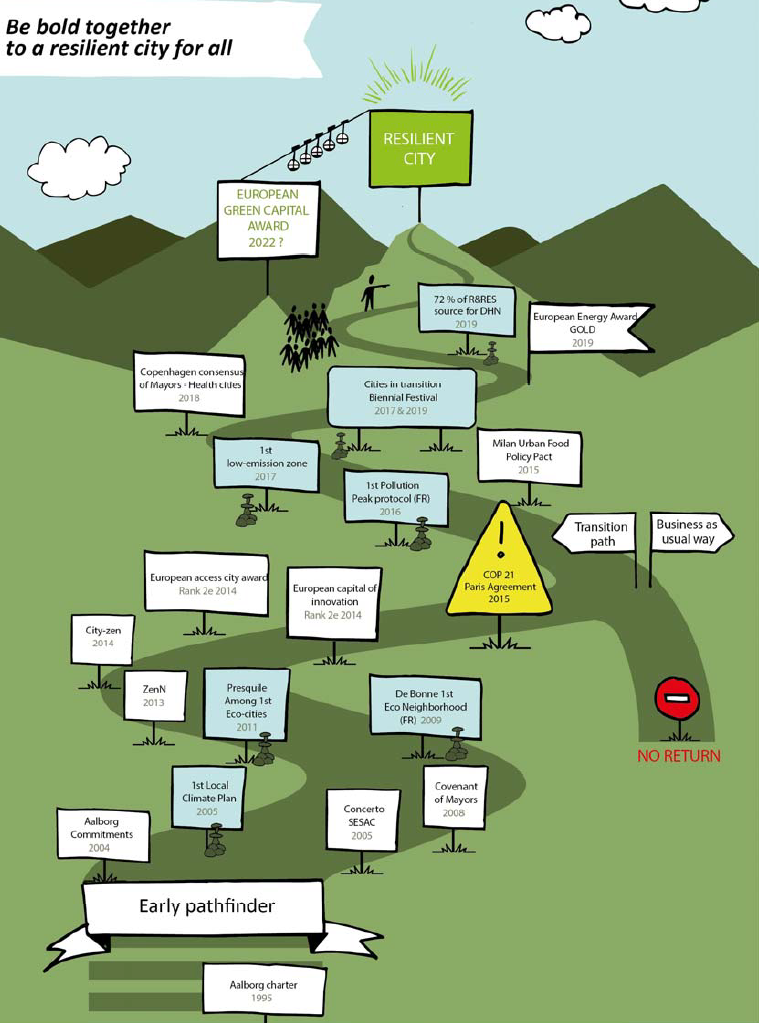 Be bold together
to a resilient city for all
RESILIENT
CITY
EUROPEAN
GREEN CAPITAL
AWARD
2022 ?
72 % of R&RES
source for DHN
2019
European Energy Award
GOLD
2019
Copenhagen consensus
of Mayors - Health cities
2018
Cities in transition
Biennial Festival
2017 & 2019
1st
low-emission zone
2017
Milan Urban Food
Policy Pact
2015
1st Pollution
Peak protocol (FR)
2016
Transition
path
Business as
usual way
!
COP 21
Paris Agreement
2015
European access city award
Rank 2e 2014
European capital of
innovation
Rank 2e 2014
City-zen
2014
ZenN
2013
Presquile
Among 1st
Eco-cities
2011
De Bonne 1st
Eco Neighborhood
(FR) 2009
NO RETURN
1st Local
Climate Plan
2005
Covenant
of Mayors
2008
Concerto
SESAC
2005
Aalborg
Commitments
2004
Early pathfinder
Aalborg charter
1995